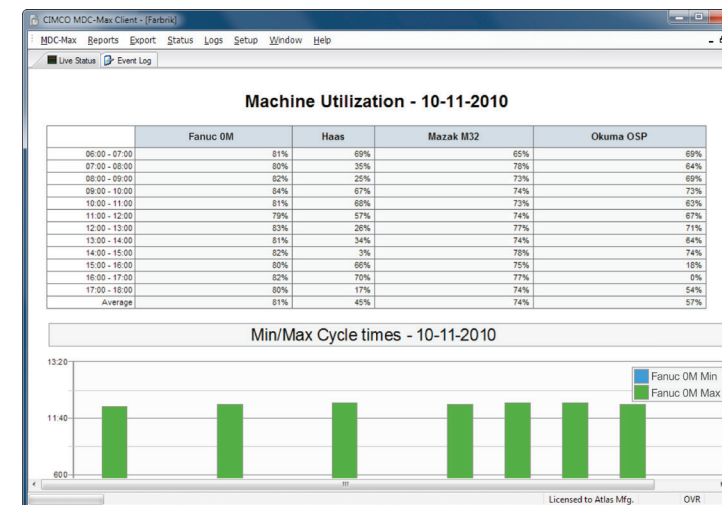 CIMCO MDC-Max Client - [Farbrik]
MDC-Max Reports Export Status Logs Setup Window Help
Live Status Event Log
Machine Utilization - 10-11-2010
Fanuc 0M Haas Mazak M32 Okuma OSP
06:00 - 07:00 81% 69% 65% 69%
07:00 - 08:00 80% 35% 78% 64%
08:00 - 09:00 82% 25% 73% 69%
09:00 - 10:00 84% 67% 74% 73%
10:00 - 11:00 81% 68% 73% 63%
11:00 - 12:00 79% 57% 74% 67%
12:00 - 13:00 83% 26% 77% 71%
13:00 - 14:00 81% 34% 74% 64%
14:00 - 15:00 82% 3% 78% 74%
15:00 - 16:00 80% 66% 75% 18%
16:00 - 17:00 82% 70% 77% 0%
17:00 - 18:00 80% 17% 74% 54%
Average 81% 45% 74% 57%
Min/Max Cycle times - 10-11-2010
13:20
Fanuc 0M Min
Fanuc 0M Max
11:40
600
Licensed to Atlas Mfg. OVR